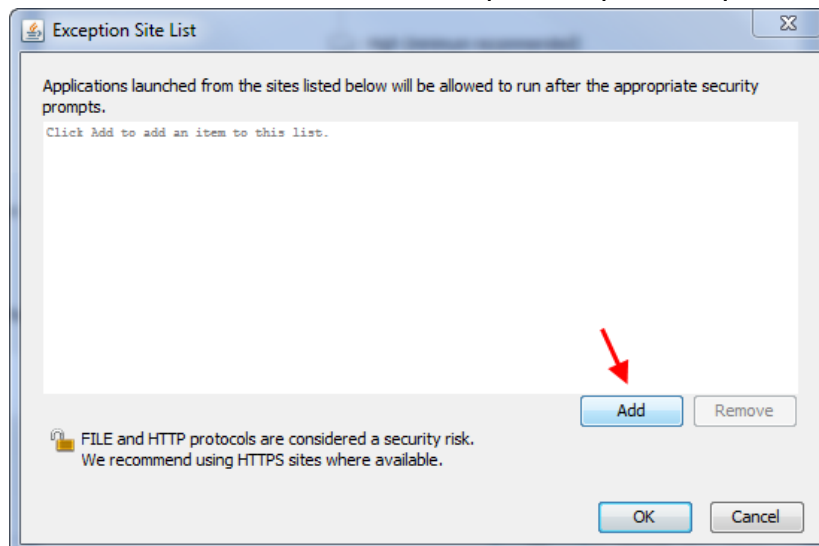 Exception Site List
Applications launched from the sites listed below will be allowed to run after the appropriate security
prompts.
Click Add to add an item to this list.
Add
Remove
FILE and HTTP protocols are considered a security risk.
We recommend using HTTPS sites where available.
OK
Cancel